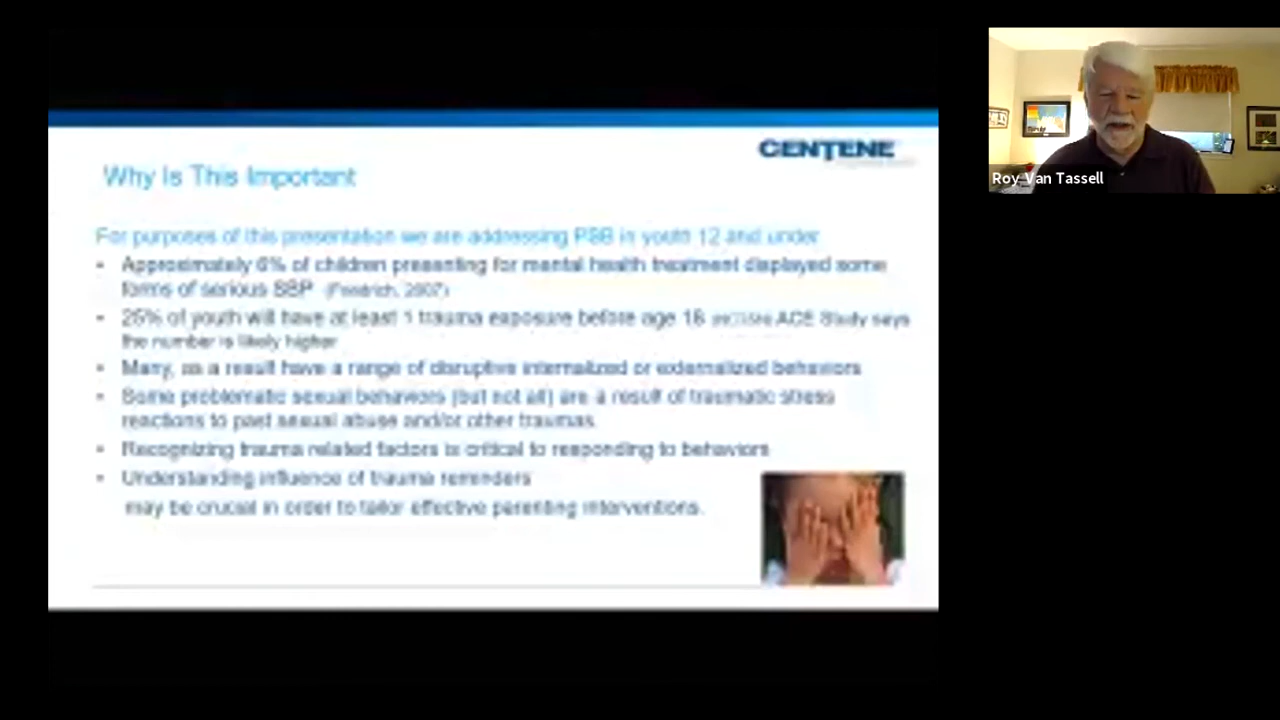 CENTENE
Why Is This Important
For purposes of this presentation we are addressing PSB in youth 12 and under
• Approximately 6% of children presenting for mental health treatment displayed some
forms of serious SBP (Friedrich, 2007)
• 25% of youth will have at least 1 trauma exposure before age 16 ACE Study says
the number is likely higher
• Many, as a result have a range of disruptive internalized or externalized behaviors
• Some problematic sexual behaviors (but not all) are a result of traumatic stress
reactions to past sexual abuse and/or other traumas.
• Recognizing trauma related factors is critical to responding to behaviors
• Understanding influence of trauma reminders
may be crucial in order to tailor effective parenting interventions.
Roy Van Tassell